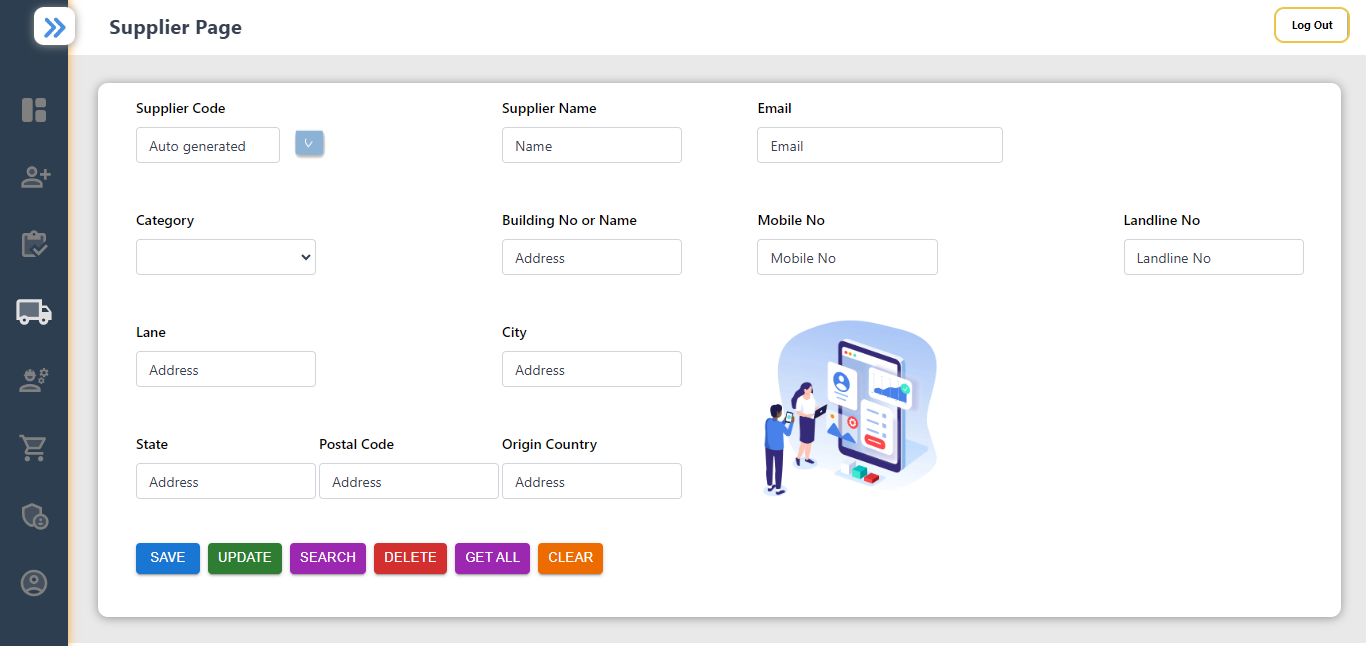 Supplier Page
Log Out
Supplier Code
Supplier Name
Email
Auto generated
Name
Email
Category
Building No or Name
Mobile No
Landline No
Address
Mobile No
Landline No
Lane
City
Address
Address
State
Postal Code
Origin Country
Address
Address
Address
SAVE
UPDATE
SEARCH
DELETE
GET ALL
CLEAR